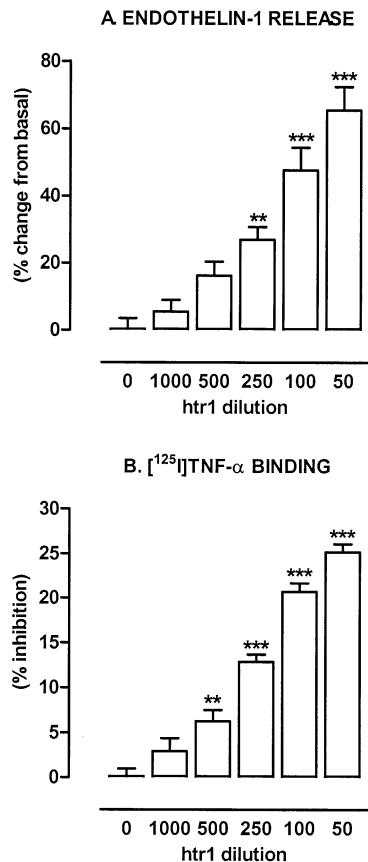 A. ENDOTHELIN-1 RELEASE
(% change from basal)
80
60
40
20
0
**
***
***
0 1000 500 250 100 50
htr1 dilution
B. [¹²⁵I]TNF-α BINDING
(% inhibition)
30
25
20
15
10
5
0
**
***
***
***
0 1000 500 250 100 50
htr1 dilution